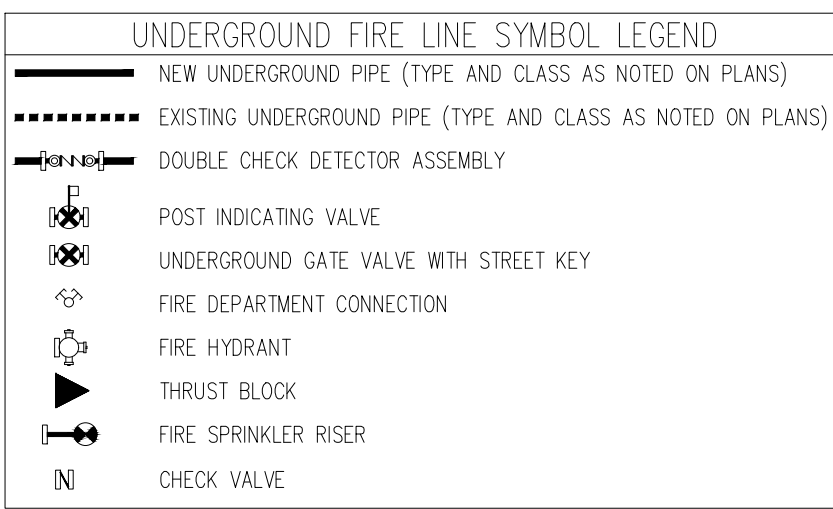 UNDERGROUND FIRE LINE SYMBOL LEGEND
NEW UNDERGROUND PIPE (TYPE AND CLASS AS NOTED ON PLANS)
EXISTING UNDERGROUND PIPE (TYPE AND CLASS AS NOTED ON PLANS)
DOUBLE CHECK DETECTOR ASSEMBLY
POST INDICATING VALVE
UNDERGROUND GATE VALVE WITH STREET KEY
FIRE DEPARTMENT CONNECTION
FIRE HYDRANT
THRUST BLOCK
FIRE SPRINKLER RISER
CHECK VALVE